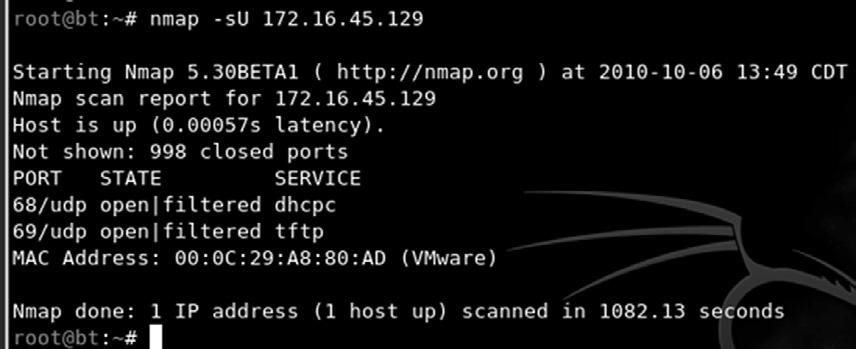 root@bt:~# nmap -sU 172.16.45.129
Starting Nmap 5.30BETA1 ( http://nmap.org ) at 2010-10-06 13:49 CDT
Nmap scan report for 172.16.45.129
Host is up (0.00057s latency).
Not shown: 998 closed ports
PORT   STATE         SERVICE
68/udp open|filtered dhcpc
69/udp open|filtered tftp
MAC Address: 00:0C:29:A8:80:AD (VMware)
Nmap done: 1 IP address (1 host up) scanned in 1082.13 seconds
root@bt:~#